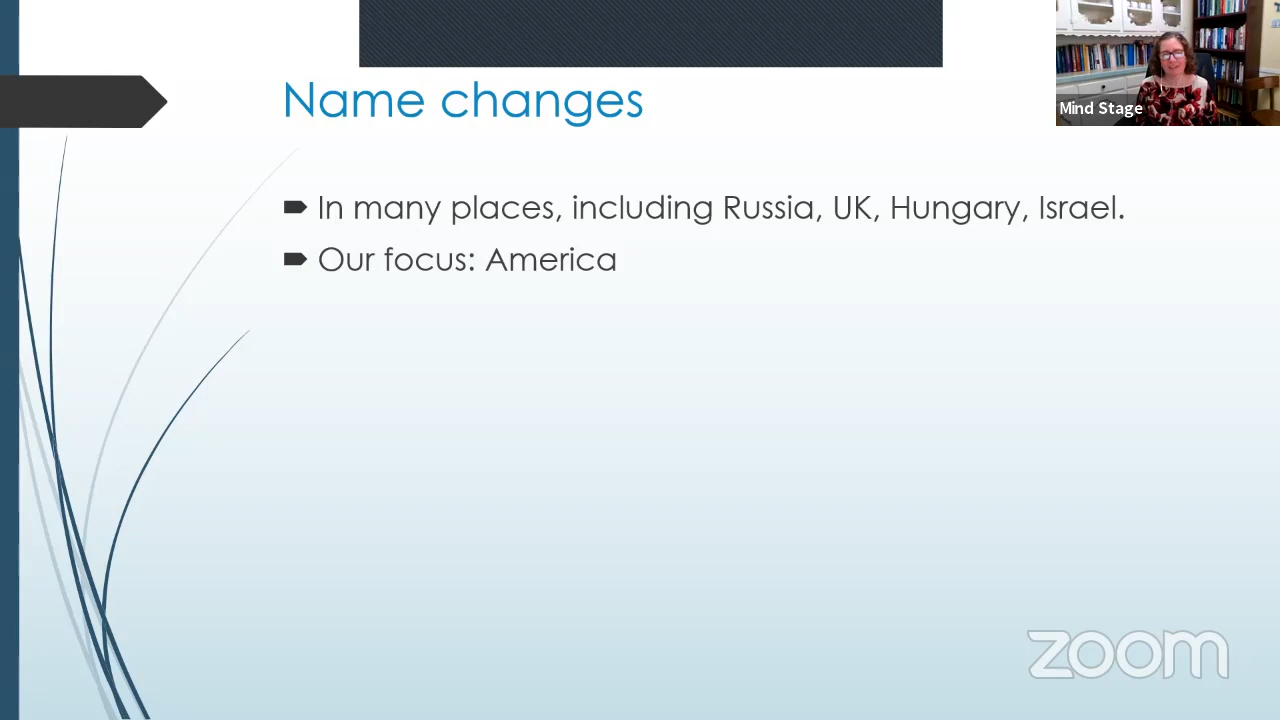 Name changes
Mind Stage
In many places, including Russia, UK, Hungary, Israel.
Our focus: America
zoom